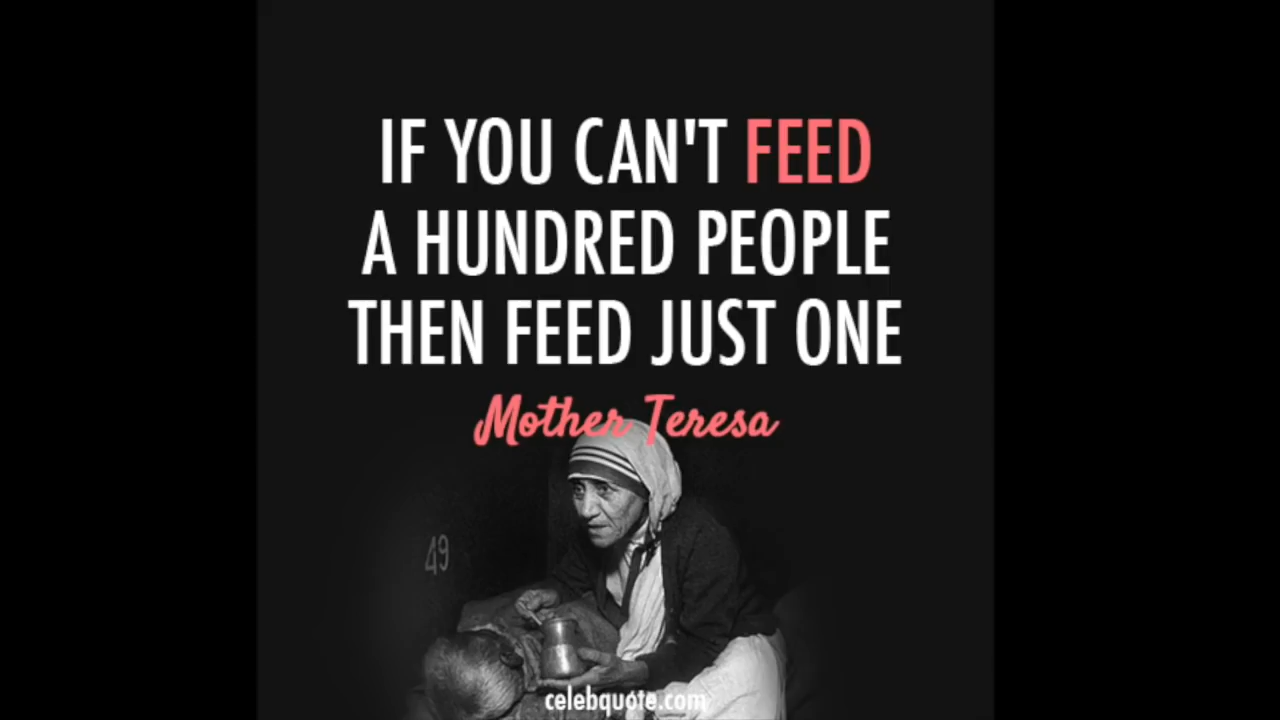 IF YOU CAN'T FEED
A HUNDRED PEOPLE
THEN FEED JUST ONE
Mother Teresa
49
celebquote.com